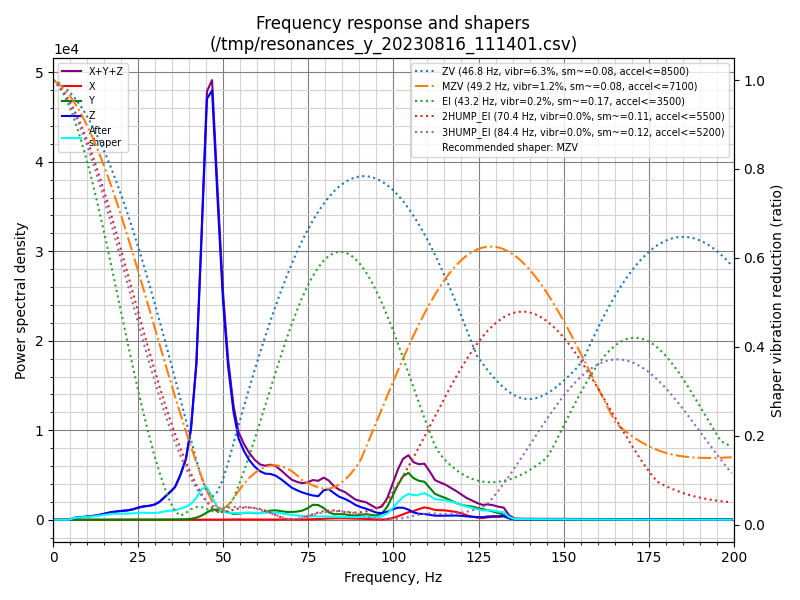 Frequency response and shapers
(/tmp/resonances_y_20230816_111401.csv)
1e4
X+Y+Z
X
Y
Z
After
shaper
ZV (46.8 Hz, vibr=6.3%, sm~=0.08, accel<=8500)
MZV (49.2 Hz, vibr=1.2%, sm~=0.08, accel<=7100)
EI (43.2 Hz, vibr=0.2%, sm~=0.17, accel<=3500)
2HUMP_EI (70.4 Hz, vibr=0.0%, sm~=0.11, accel<=5500)
3HUMP_EI (84.4 Hz, vibr=0.0%, sm~=0.12, accel<=5200)
Recommended shaper: MZV
Power spectral density
5
4
3
2
1
0
1.0
0.8
0.6
0.4
0.2
0.0
Shaper vibration reduction (ratio)
0 25 50 75 100 125 150 175 200
Frequency, Hz